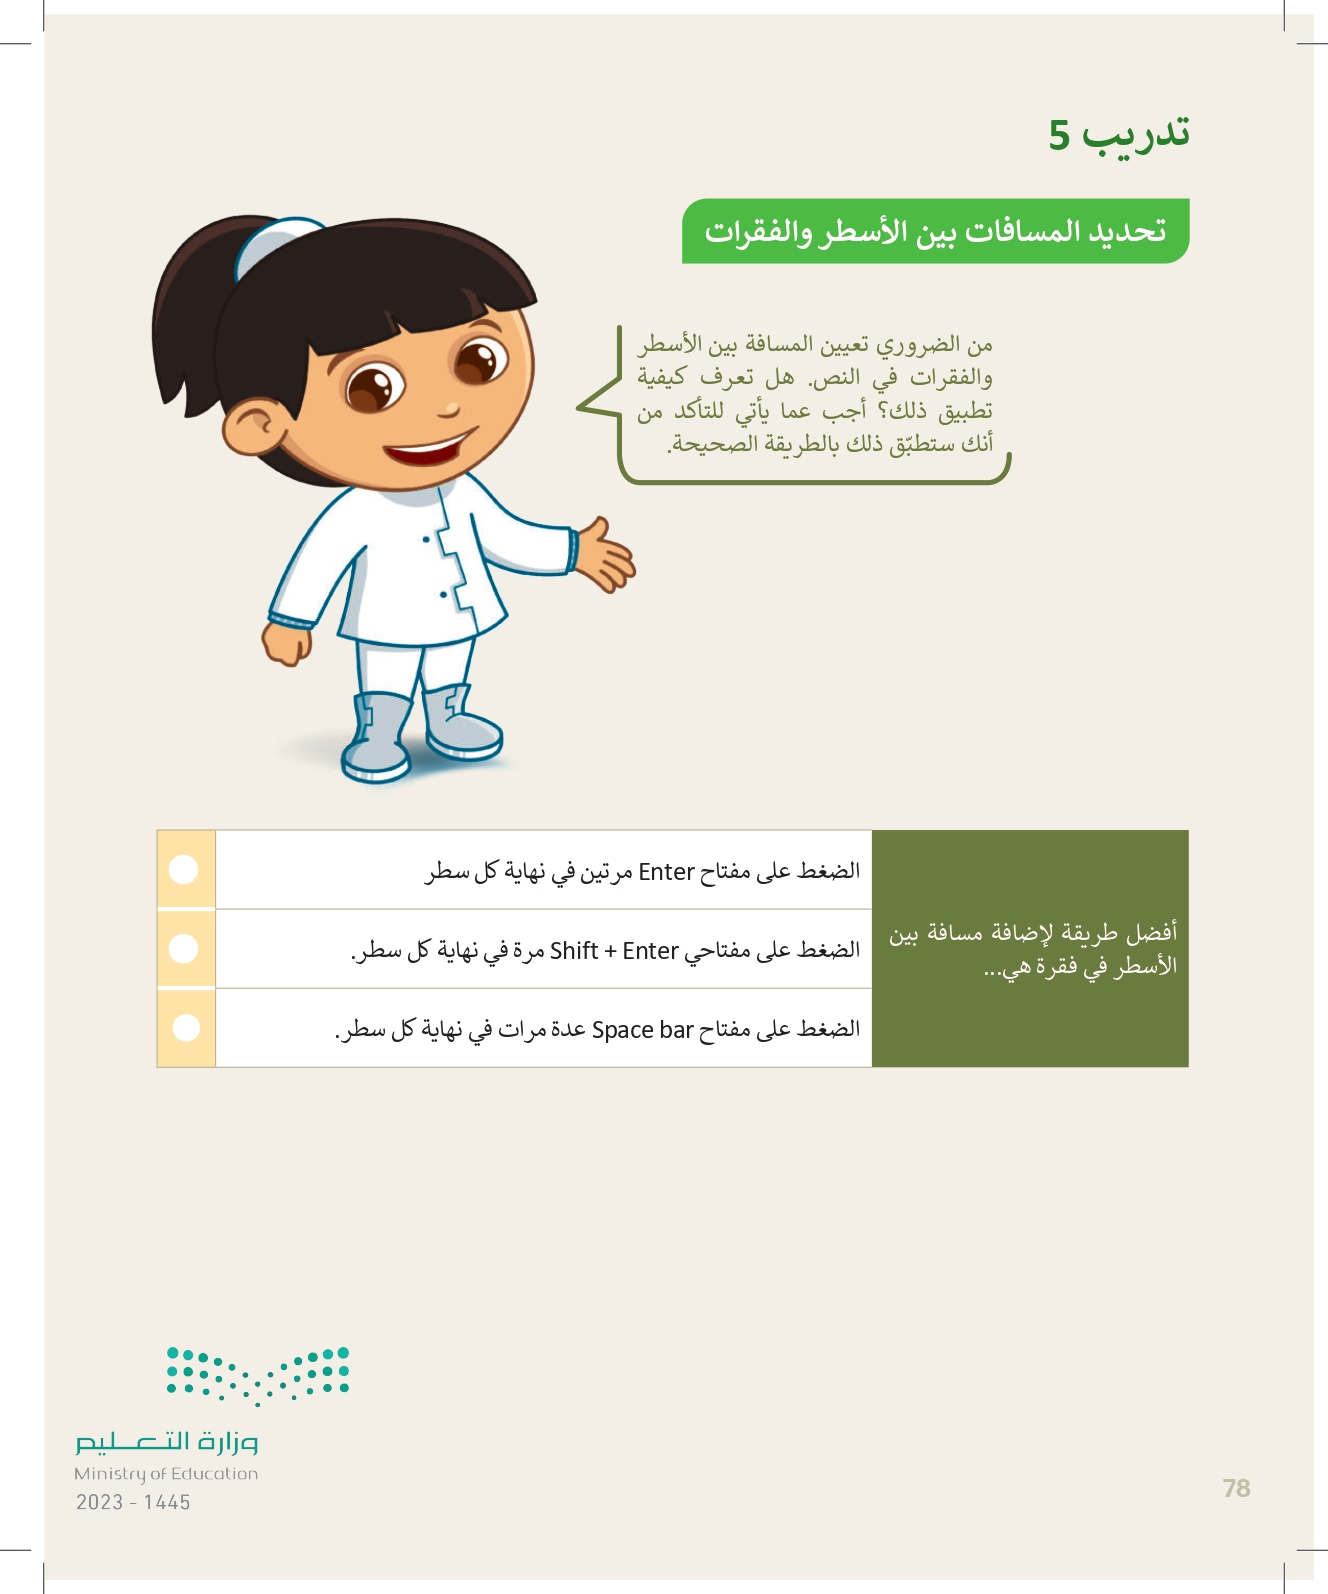 تدريب 5
تحديد المسافات بين الأسطر والفقرات
من الضروري تعيين المسافة بين الأسطر
والفقرات في النص. هل تعرف كيفية
تطبيق ذلك؟ أجب عما يأتي للتأكد من
أنك ستطبّق ذلك بالطريقة الصحيحة.
أفضل طريقة لإضافة مسافة بين
الأسطر في فقرة هي...
الضغط على مفتاح Enter مرتين في نهاية كل سطر
الضغط على مفتاحي Shift + Enter مرة في نهاية كل سطر.
الضغط على مفتاح Space bar عدة مرات في نهاية كل سطر.
وزارة التعليم
Ministry of Education
2023 - 1445
78